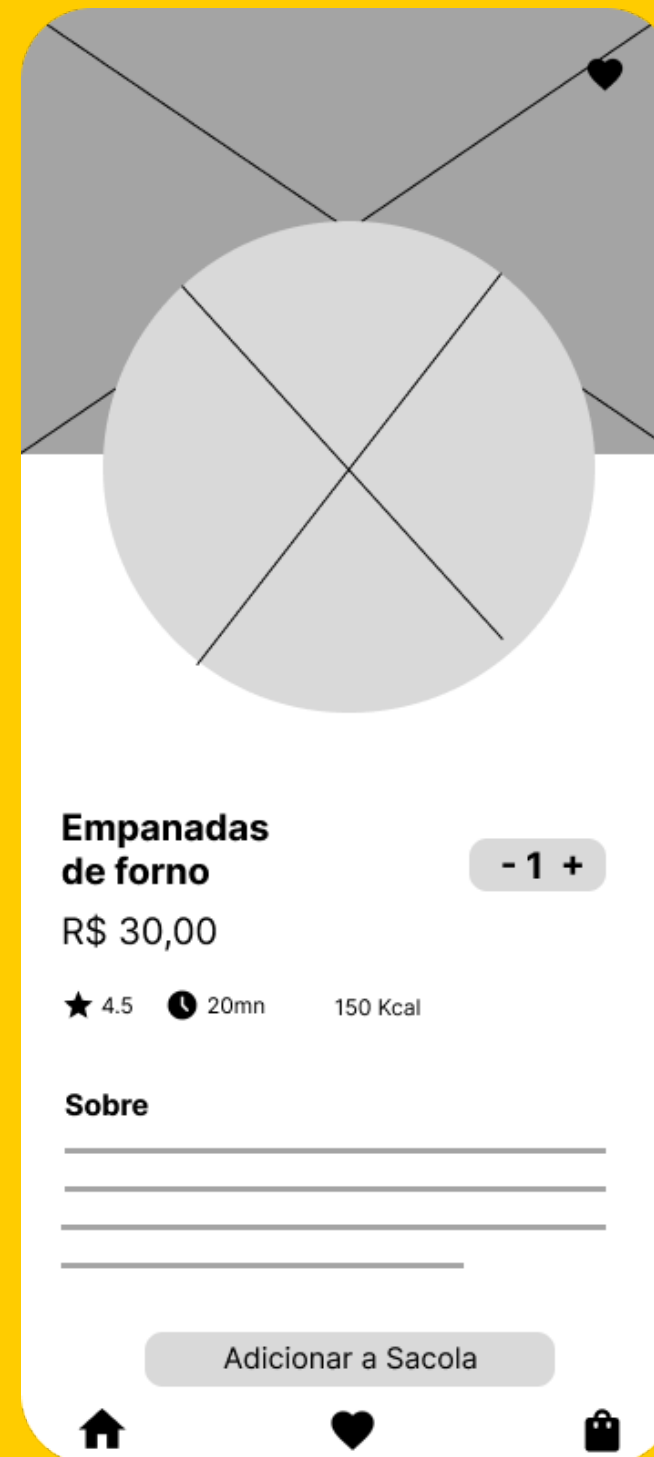 Empanadas
de forno
- 1 +
R$ 30,00
4.5 20mn 150 Kcal
Sobre
Adicionar a Sacola